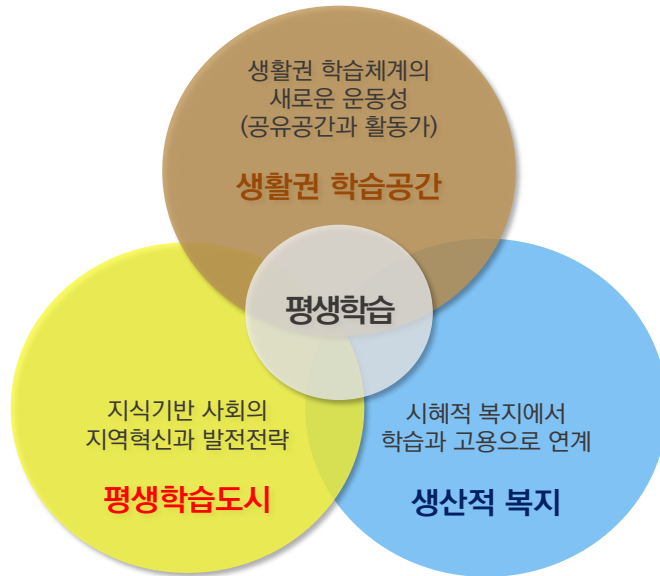 생활권 학습체계의
새로운 운동성
(공유공간과 활동가)
생활권 학습공간
평생학습
지식기반 사회의
지역혁신과 발전전략
평생학습도시
시혜적 복지에서
학습과 고용으로 연계
생산적 복지